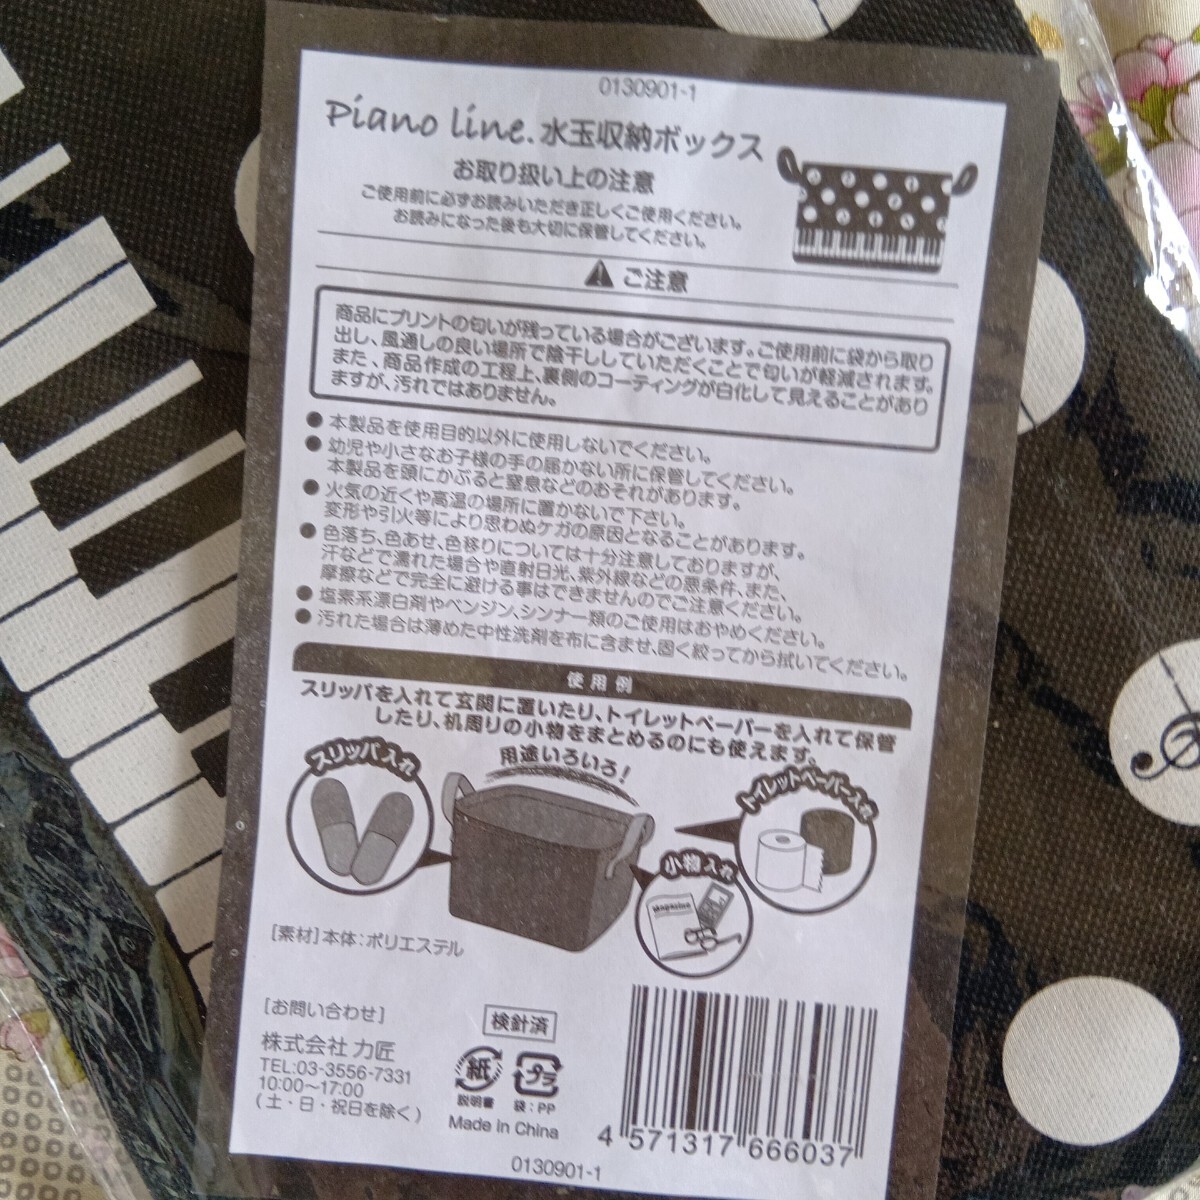 0130901-1
Piano line.水玉収納ボックス
お取り扱い上の注意
ご使用前に必ずお読みいただき正しくご使用ください。
お読みになった後も大切に保管してください。
ご注意
商品にプリントの匂いが残っている場合がございます。ご使用前に袋から取り
出し、風通しの良い場所で陰干ししていただくことで匂いが軽減されます。
また、商品作成の工程上、裏側のコーティングが白化して見えることがあり
ますが、汚れではありません。
● 本製品を使用目的以外に使用しないでください。
● 幼児や小さなお子様の手の届かない所に保管してください。
本製品を頭にかぶると窒息などのおそれがあります。
● 火気の近くや高温の場所に置かないで下さい。
変形や引火等により思わぬケガの原因となることがあります。
● 色落ち、色あせ、色移りについては十分注意しておりますが、
汗などで濡れた場合や直射日光、紫外線などの悪条件、また、
摩擦などで完全に避ける事はできませんのでご注意ください。
● 塩素系漂白剤やベンジン、シンナー類のご使用はおやめください。
● 汚れた場合は薄めた中性洗剤を布に含ませ、固く絞ってから拭いてください。
使用例
スリッパを入れて玄関に置いたり、トイレットペーパーを入れて保管
したり、机周りの小物をまとめるのにも使えます。
用途いろいろ!
スリッパ入れ
トイレットペーパー入れ
小物入れ
magazine
[素材]本体:ポリエステル
[お問い合わせ]
株式会社 力匠
TEL:03-3556-7331
10:00～17:00
(土・日・祝日を除く)
検針済
紙
説明書
プラ
袋:PP
Made in China
4 571317 666037
0130901-1